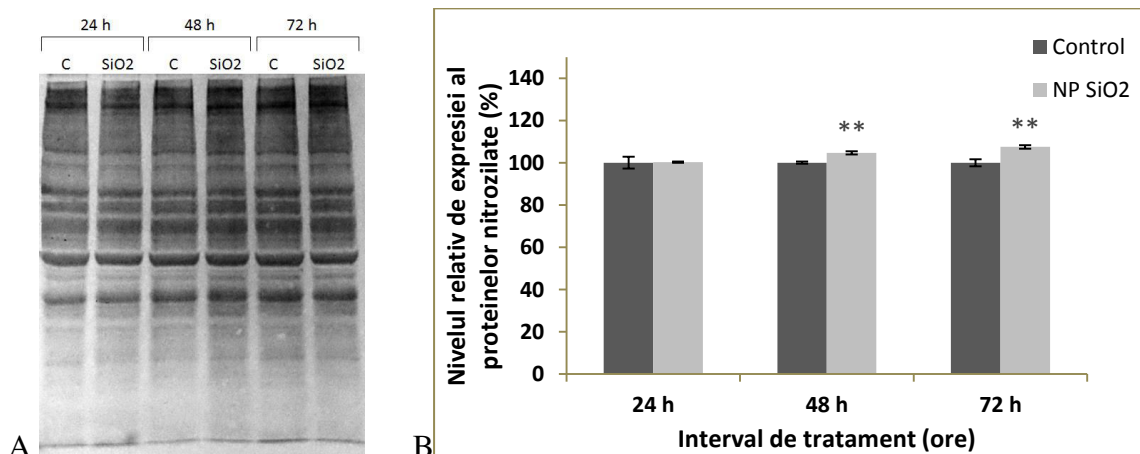 24 h 48 h 72 h
C SiO2 C SiO2 C SiO2
A
Control
NP SiO2
Nivelul relativ de expresiei al
proteinelor nitrozilate (%)
140
120
100
80
60
40
20
0
**
**
24 h 48 h 72 h
Interval de tratament (ore)
B